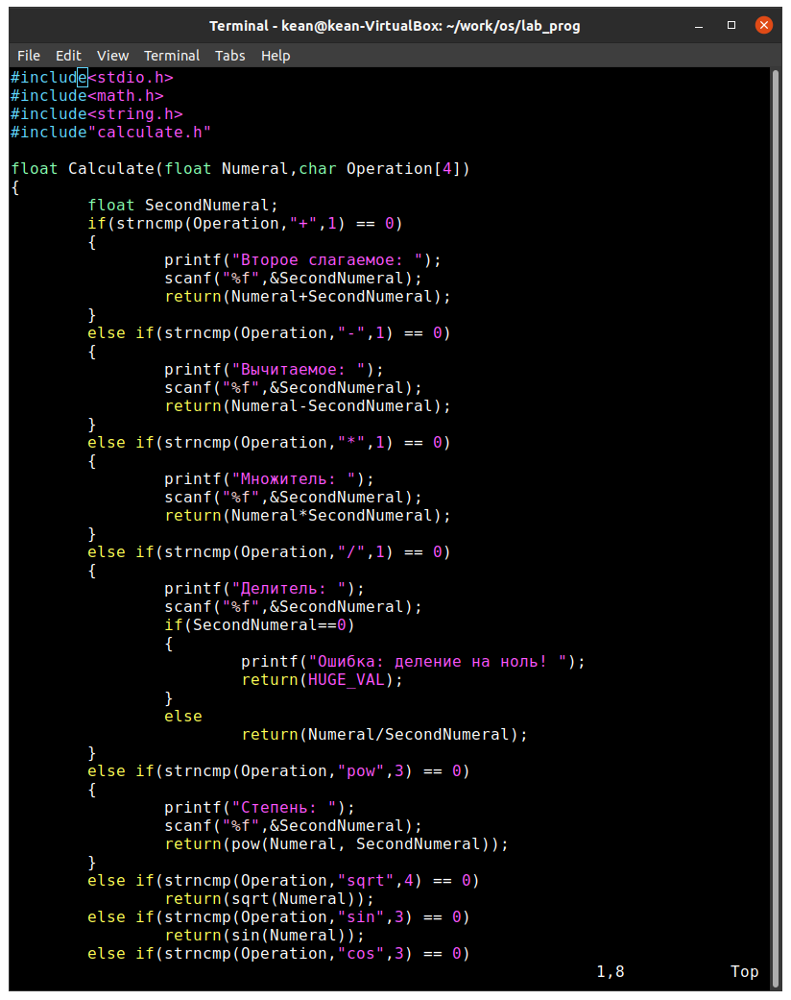 Terminal - kean@kean-VirtualBox: ~/work/os/lab_prog
File Edit View Terminal Tabs Help
#include<stdio.h>
#include<math.h>
#include<string.h>
#include"calculate.h"

float Calculate(float Numeral,char Operation[4])
{
        float SecondNumeral;
        if(strncmp(Operation,"+",1) == 0)
        {
                printf("Второе слагаемое: ");
                scanf("%f",&SecondNumeral);
                return(Numeral+SecondNumeral);
        }
        else if(strncmp(Operation,"-",1) == 0)
        {
                printf("Вычитаемое: ");
                scanf("%f",&SecondNumeral);
                return(Numeral-SecondNumeral);
        }
        else if(strncmp(Operation,"*",1) == 0)
        {
                printf("Множитель: ");
                scanf("%f",&SecondNumeral);
                return(Numeral*SecondNumeral);
        }
        else if(strncmp(Operation,"/",1) == 0)
        {
                printf("Делитель: ");
                scanf("%f",&SecondNumeral);
                if(SecondNumeral==0)
                {
                        printf("Ошибка: деление на ноль! ");
                        return(HUGE_VAL);
                }
                else
                        return(Numeral/SecondNumeral);
        }
        else if(strncmp(Operation,"pow",3) == 0)
        {
                printf("Степень: ");
                scanf("%f",&SecondNumeral);
                return(pow(Numeral, SecondNumeral));
        }
        else if(strncmp(Operation,"sqrt",4) == 0)
                return(sqrt(Numeral));
        else if(strncmp(Operation,"sin",3) == 0)
                return(sin(Numeral));
        else if(strncmp(Operation,"cos",3) == 0)
1,8 Top